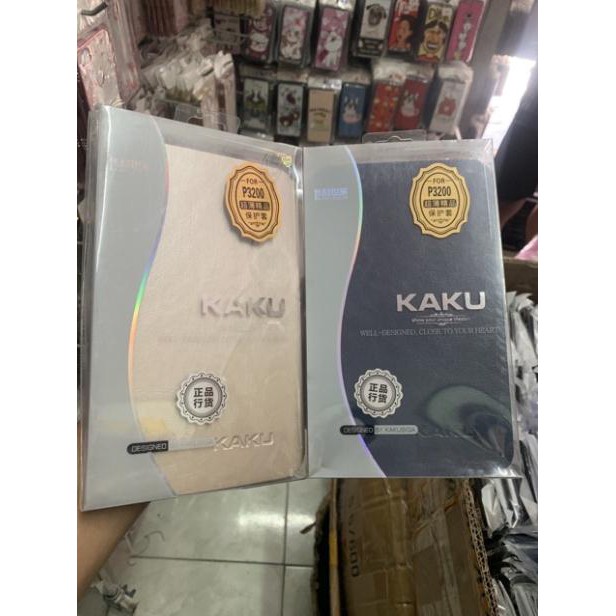 FOR
P3200
超薄精品
保护套
KAKU
正品
行货
DESIGNED
KAKU
FOR
P3200
超薄精品
保护套
KAKU
WELL-DESIGNED, CLOSE TO YOUR HEART
正品
行货
DESIGNED BY KAKUSIGA